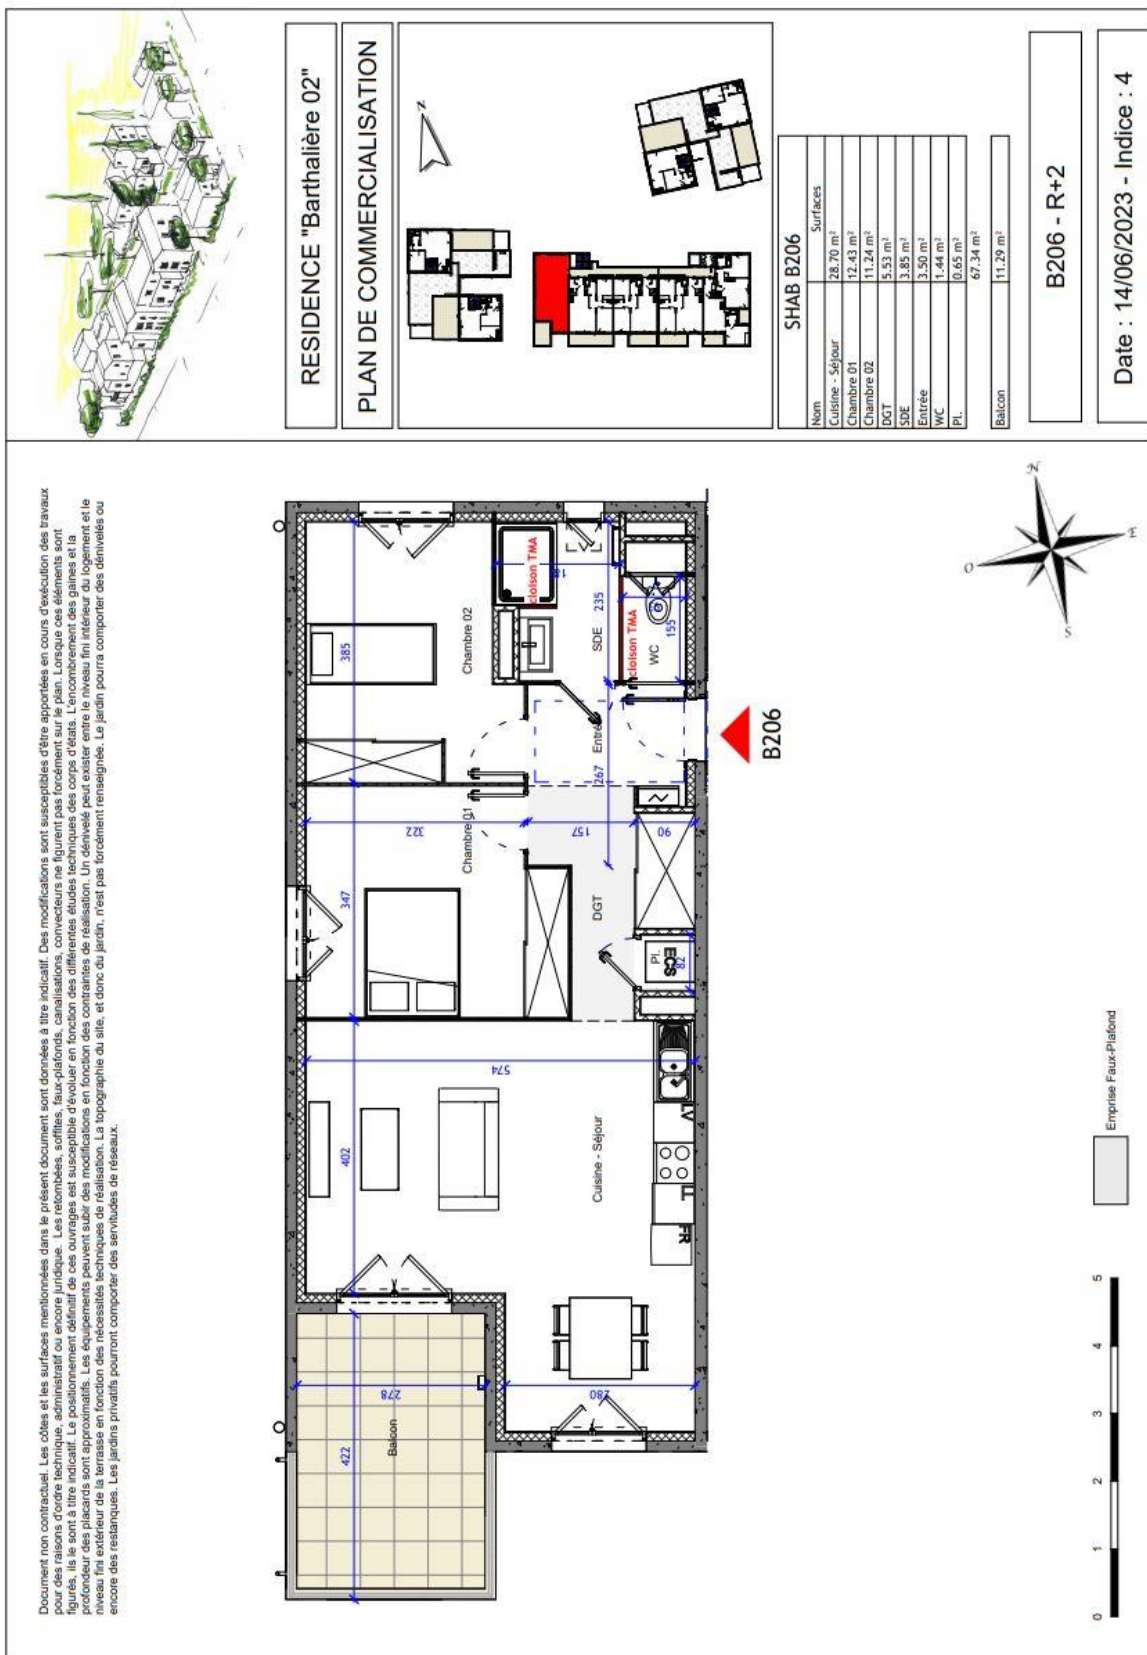 Document non contractuel. Les côtes et les surfaces mentionnées dans le présent document sont données à titre indicatif. Des modifications sont susceptibles d'être apportées en cours d'exécution des travaux
pour des raisons d'ordre technique, administratif ou encore juridique. Les retombées, soffites, faux-plafonds, canalisations, convecteurs ne figurent pas forcément sur le plan. Lorsque ces éléments sont
figurés, ils le sont à titre indicatif. Le positionnement définitif de ces ouvrages est susceptible d'évoluer en fonction des différentes études techniques des corps d'états. L'encombrement des gaines et la
profondeur des placards sont approximatifs. Les équipements peuvent subir des modifications en fonction des contraintes de réalisation. Un dénivelé peut exister entre le niveau fini intérieur du logement et le
niveau fini extérieur de la terrasse en fonction des nécessités techniques de réalisation. La topographie du site, et donc du jardin, n'est pas forcément renseignée. Le jardin pourra comporter des dénivelés ou
encore des restanques. Les jardins privatifs pourront comporter des servitudes de réseaux.
422
402
347
385
278
Balcon
574
322
Chambre 01
Chambre 02
280
Cuisine - Séjour
DGT
157
267
Entrée
SDE
235
cloison TMA
cloison TMA
WC
155
90
PL.
ECS
82
FR
LL
LV
B206
N
E
S
O
0 1 2 3 4 5
Emprise Faux-Plafond
RESIDENCE "Barthalière 02"
PLAN DE COMMERCIALISATION
N
SHAB B206
Nom Surfaces
Cuisine - Séjour 28.70 m²
Chambre 01 12.43 m²
Chambre 02 11.24 m²
DGT 5.53 m²
SDE 3.85 m²
Entrée 3.50 m²
WC 1.44 m²
PL. 0.65 m²
67.34 m²
Balcon 11.29 m²
B206 - R+2
Date : 14/06/2023 - Indice : 4